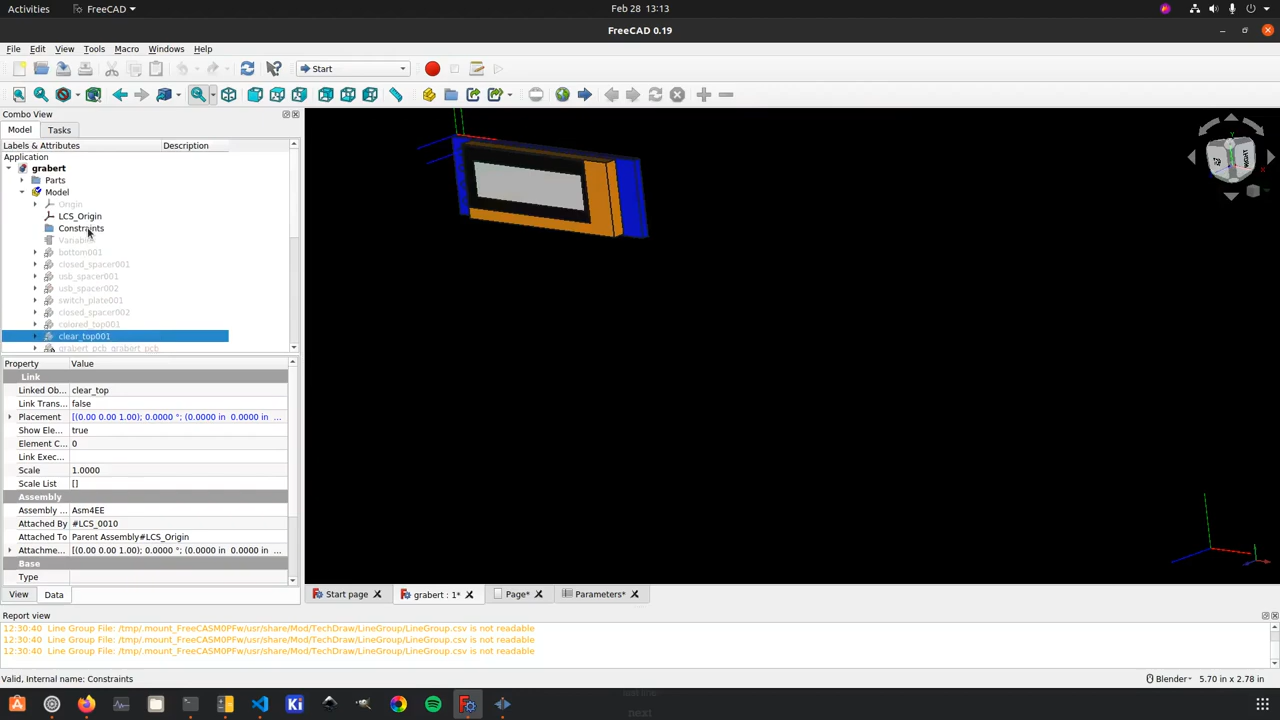 Activities FreeCAD Feb 28 13:13
FreeCAD 0.19
File Edit View Tools Macro Windows Help
Start
Combo View
Model Tasks
Labels & Attributes Description
Application
grabert
Parts
Model
Origin
LCS_Origin
Constraints
Variables
bottom001
closed_spacer001
usb_spacer001
usb_spacer002
switch_plate001
closed_spacer002
colored_top001
clear_top001
grabert_pcb_grabert_pcb
Property Value
Link
Linked Ob... clear_top
Link Trans... false
Placement [(0.00 0.00 1.00); 0.0000 °; (0.0000 in 0.0000 in ...
Show Ele... true
Element C... 0
Link Exec...
Scale 1.0000
Scale List []
Assembly
Assembly ... Asm4EE
Attached By #LCS_0010
Attached To Parent Assembly#LCS_Origin
Attachme... [(0.00 0.00 1.00); 0.0000 °; (0.0000 in 0.0000 in ...
Base
Type
View Data
Start page grabert : 1* Page* Parameters*
Report view
12:30:40 Line Group File: /tmp/.mount_FreeCASM0PFw/usr/share/Mod/TechDraw/LineGroup/LineGroup.csv is not readable
12:30:40 Line Group File: /tmp/.mount_FreeCASM0PFw/usr/share/Mod/TechDraw/LineGroup/LineGroup.csv is not readable
12:30:40 Line Group File: /tmp/.mount_FreeCASM0PFw/usr/share/Mod/TechDraw/LineGroup/LineGroup.csv is not readable
Valid, Internal name: Constraints Blender 5.70 in x 2.78 in
next